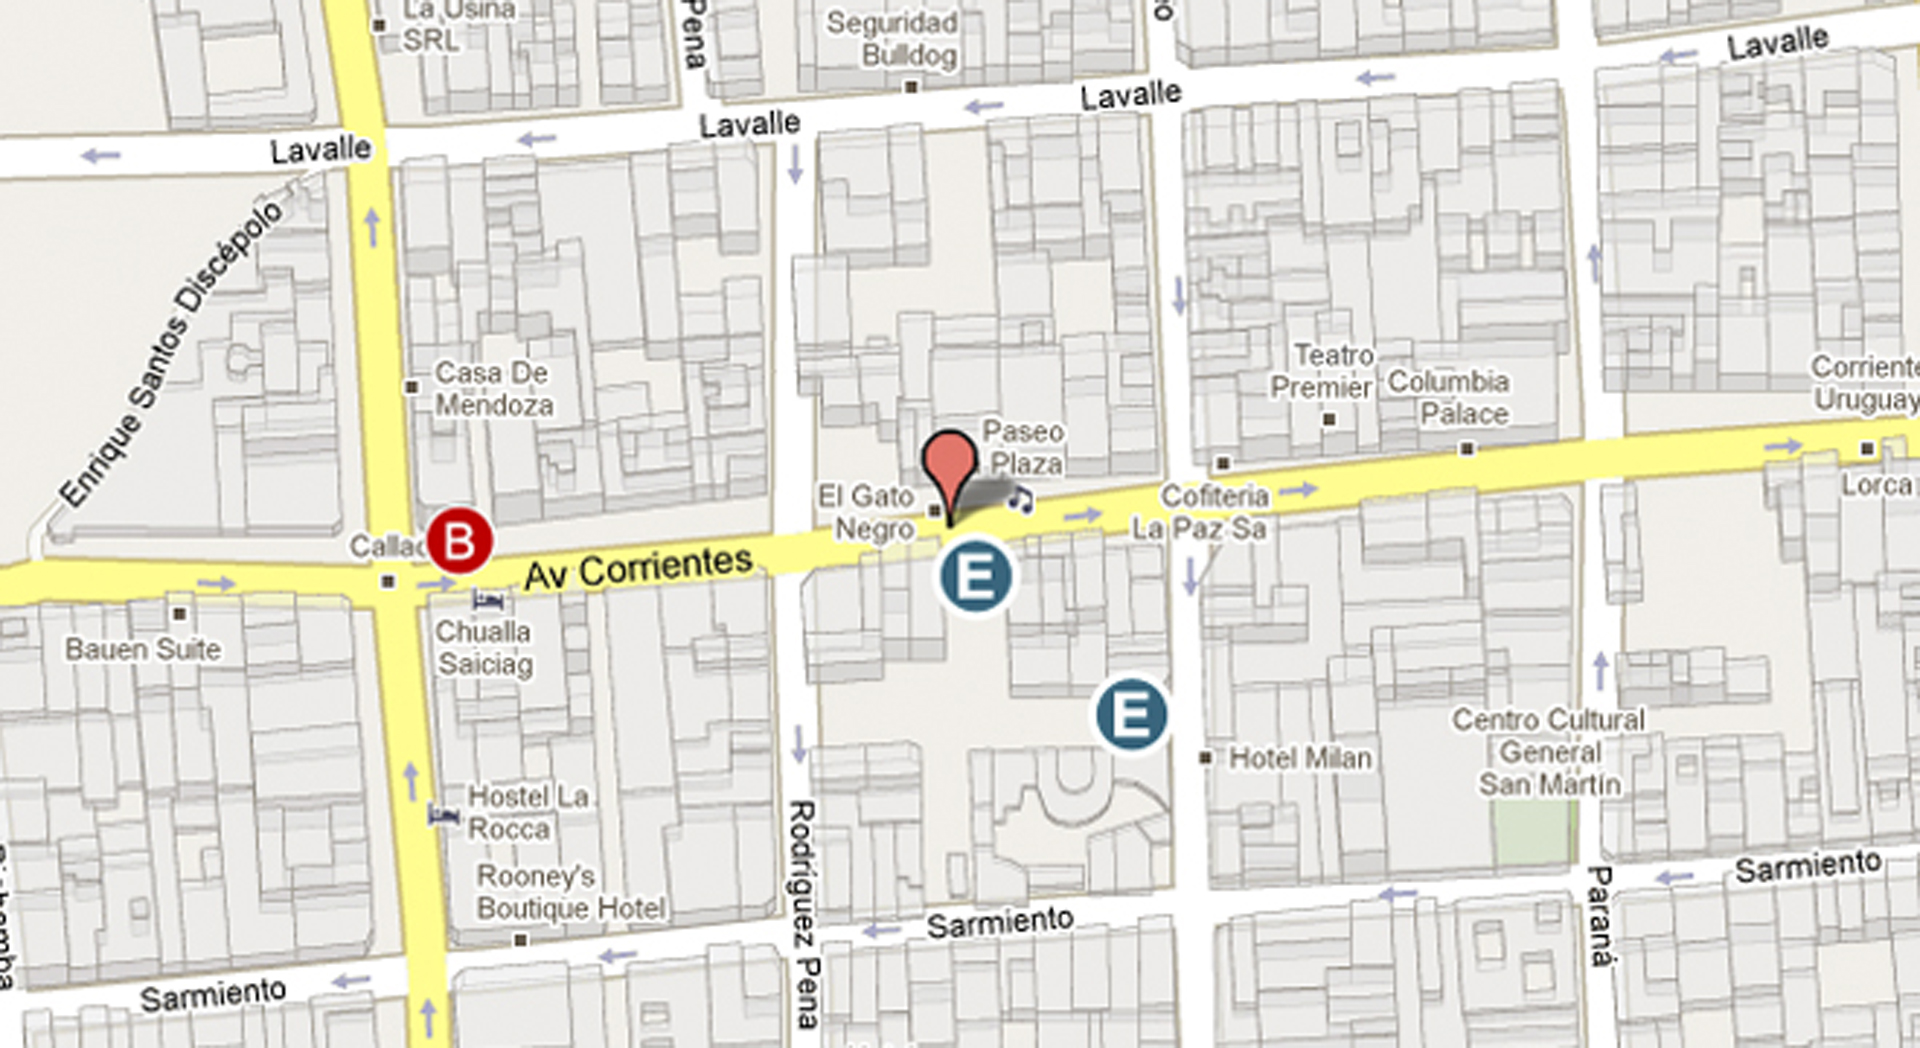 La Usina
SRL
Pena
Seguridad
Bulldog
Lavalle
Lavalle
Lavalle
Lavalle
Enrique Santos Discépolo
Casa De
Mendoza
Teatro
Premier
Columbia
Palace
Corriente
Uruguay
Paseo
Plaza
El Gato
Negro
Cofiteria
La Paz Sa
Lorca
Callao
B
Av Corrientes
E
Bauen Suite
Chualla
Saiciag
E
Centro Cultural
General
San Martín
Hotel Milan
Hostel La
Rocca
Rodríguez Pena
Rooney's
Boutique Hotel
Paraná
Sarmiento
Sarmiento
Sarmiento